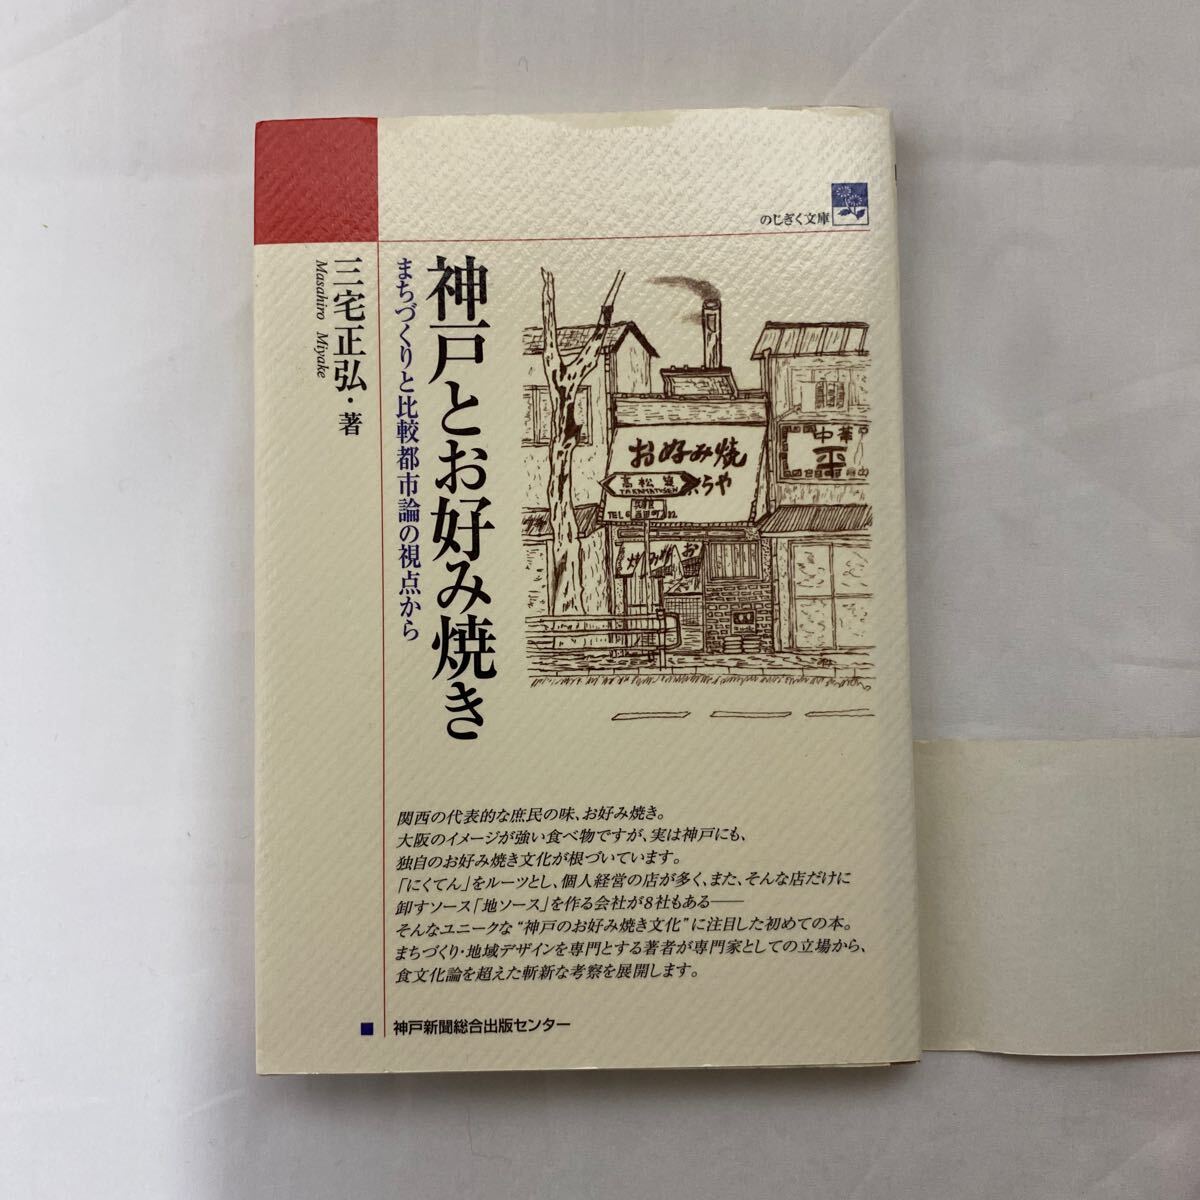 のじぎく文庫
神戸とお好み焼き
まちづくりと比較都市論の視点から
三宅正弘・著
Masahiro Miyake
お好み焼
高松筋
らや
TEL
中華
お
関西の代表的な庶民の味、お好み焼き。
大阪のイメージが強い食べ物ですが、実は神戸にも、
独自のお好み焼き文化が根づいています。
「にくてん」をルーツとし、個人経営の店が多く、また、そんな店だけに
卸すソース「地ソース」を作る会社が8社もある――
そんなユニークな“神戸のお好み焼き文化”に注目した初めての本。
まちづくり・地域デザインを専門とする著者が専門家としての立場から、
食文化論を超えた斬新な考察を展開します。
神戸新聞総合出版センター